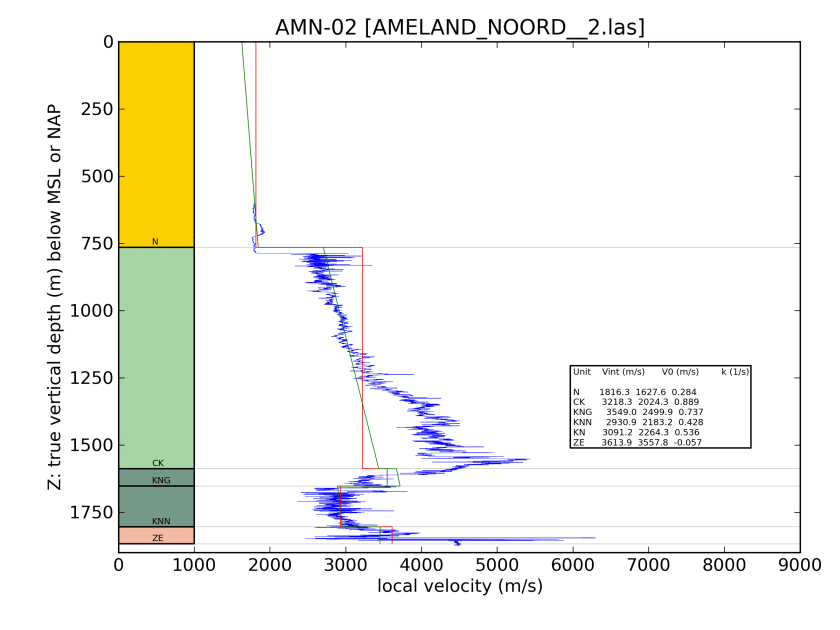 AMN-02 [AMELAND_NOORD__2.las]
Z: true vertical depth (m) below MSL or NAP
0
250
500
750
1000
1250
1500
1750
N
CK
KNG
KNN
ZE
Unit Vint (m/s) V0 (m/s) k (1/s)
N 1816.3 1627.6 0.284
CK 3218.3 2024.3 0.889
KNG 3549.0 2499.9 0.737
KNN 2930.9 2183.2 0.428
KN 3091.2 2264.3 0.536
ZE 3613.9 3557.8 -0.057
0 1000 2000 3000 4000 5000 6000 7000 8000 9000
local velocity (m/s)